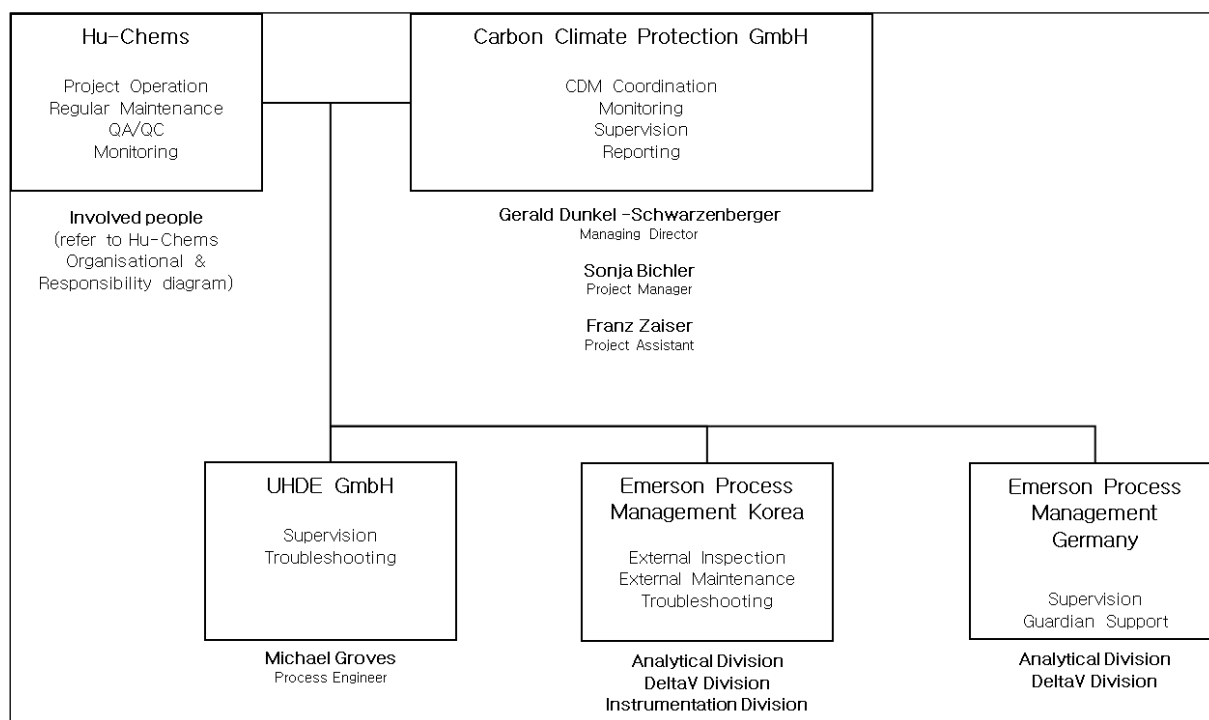 Hu-Chems
Project Operation
Regular Maintenance
QA/QC
Monitoring
Involved people
(refer to Hu-Chems
Organisational &
Responsibility diagram)
Carbon Climate Protection GmbH
CDM Coordination
Monitoring
Supervision
Reporting
Gerald Dunkel -Schwarzenberger
Managing Director
Sonja Bichler
Project Manager
Franz Zaiser
Project Assistant
UHDE GmbH
Supervision
Troubleshooting
Michael Groves
Process Engineer
Emerson Process
Management Korea
External Inspection
External Maintenance
Troubleshooting
Analytical Division
DeltaV Division
Instrumentation Division
Emerson Process
Management
Germany
Supervision
Guardian Support
Analytical Division
DeltaV Division